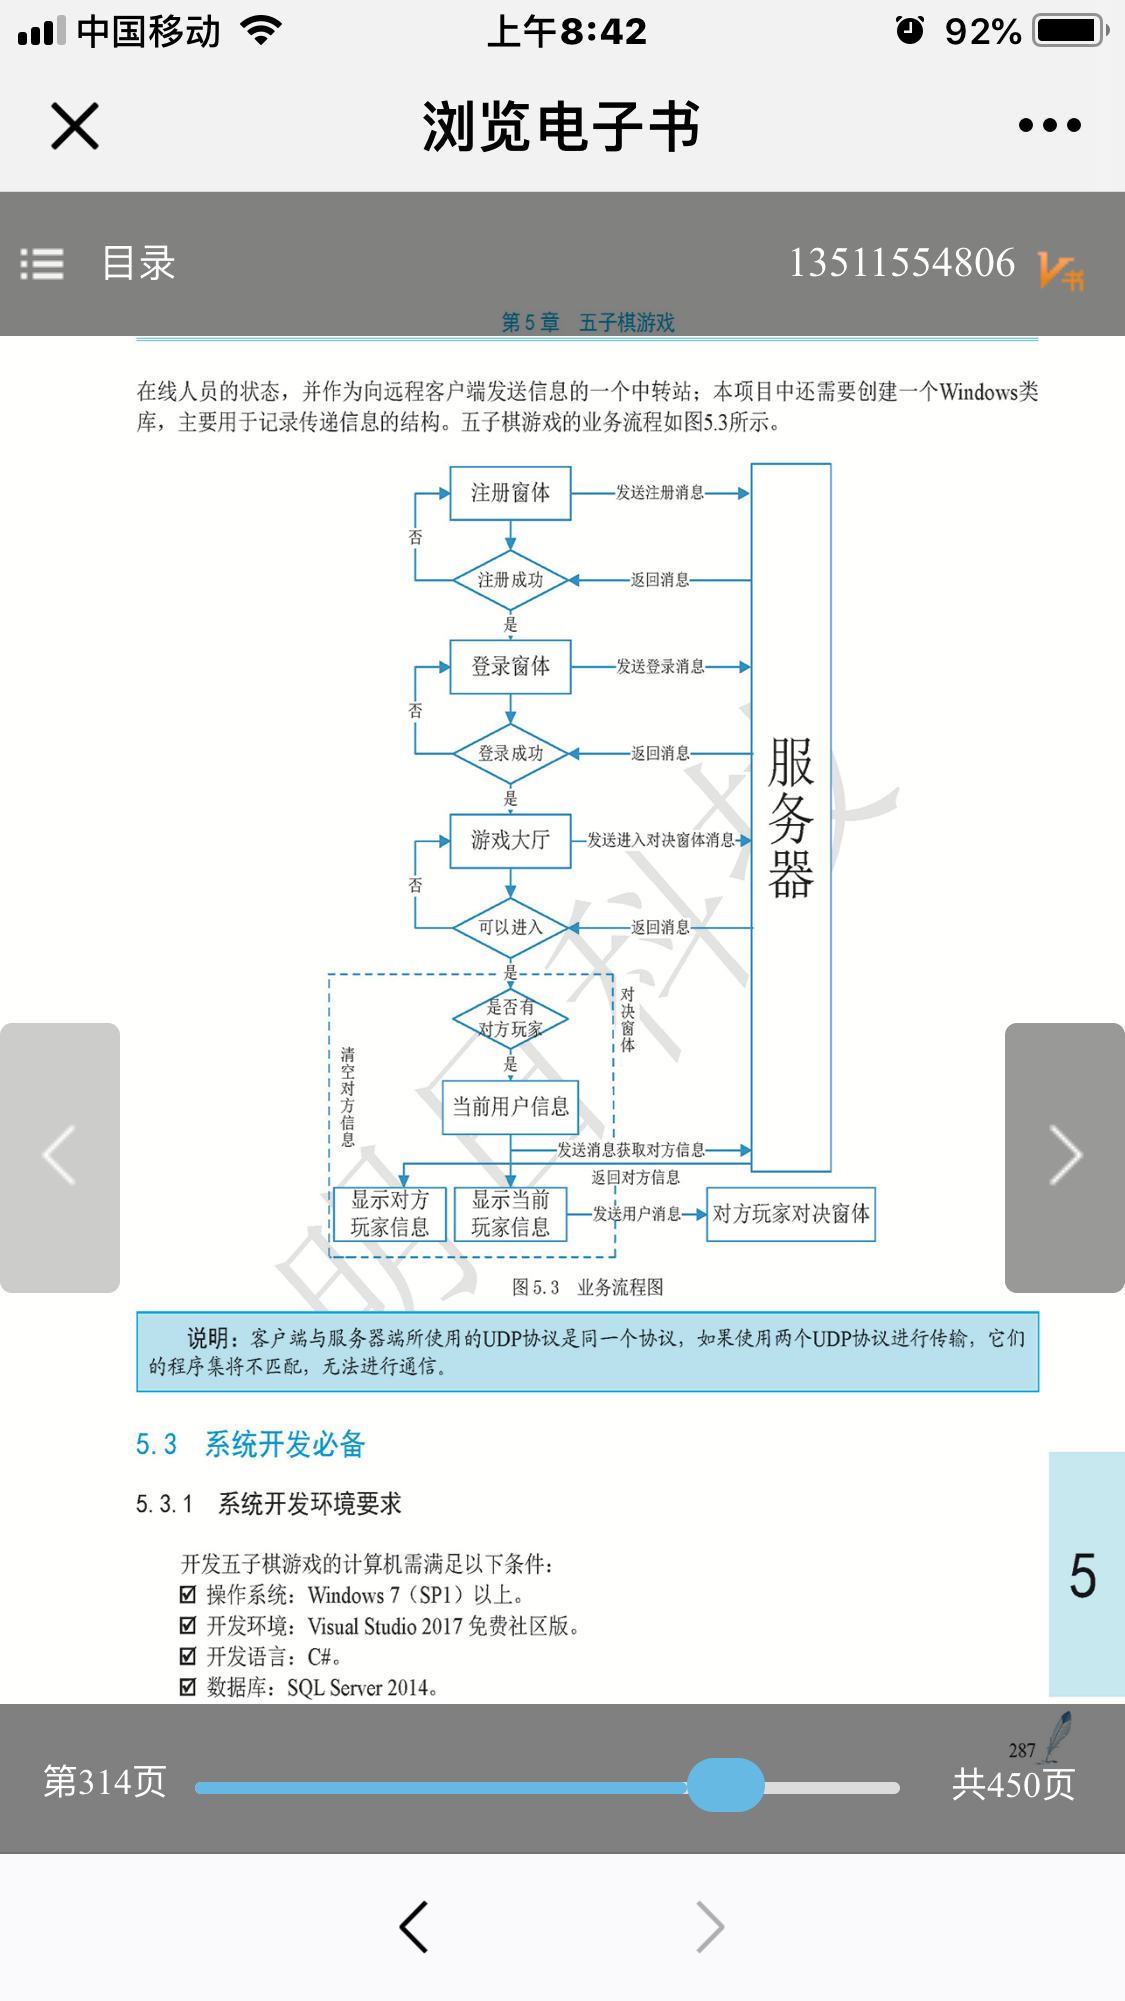 中国移动 上午8:42 92%
浏览电子书
目录 13511554806 V书
第5章 五子棋游戏
在线人员的状态，并作为向远程客户端发送信息的一个中转站；本项目中还需要创建一个Windows类
库，主要用于记录传递信息的结构。五子棋游戏的业务流程如图5.3所示。
注册窗体 发送注册消息
否
注册成功 返回消息
是
登录窗体 发送登录消息
否
登录成功 返回消息
是
游戏大厅 发送进入对决窗体消息
否
可以进入 返回消息
是
服务器
是否有
对方玩家
对决窗体
是
清空对方信息
当前用户信息
发送消息获取对方信息
返回对方信息
显示对方
玩家信息
显示当前
玩家信息
发送用户消息
对方玩家对决窗体
明日科技
图5.3 业务流程图
说明：客户端与服务器端所使用的UDP协议是同一个协议，如果使用两个UDP协议进行传输，它们
的程序集将不匹配，无法进行通信。
5.3 系统开发必备
5.3.1 系统开发环境要求
开发五子棋游戏的计算机需满足以下条件：
操作系统：Windows 7（SP1）以上。
开发环境：Visual Studio 2017 免费社区版。
开发语言：C#。
数据库：SQL Server 2014。
5
287
第314页 共450页